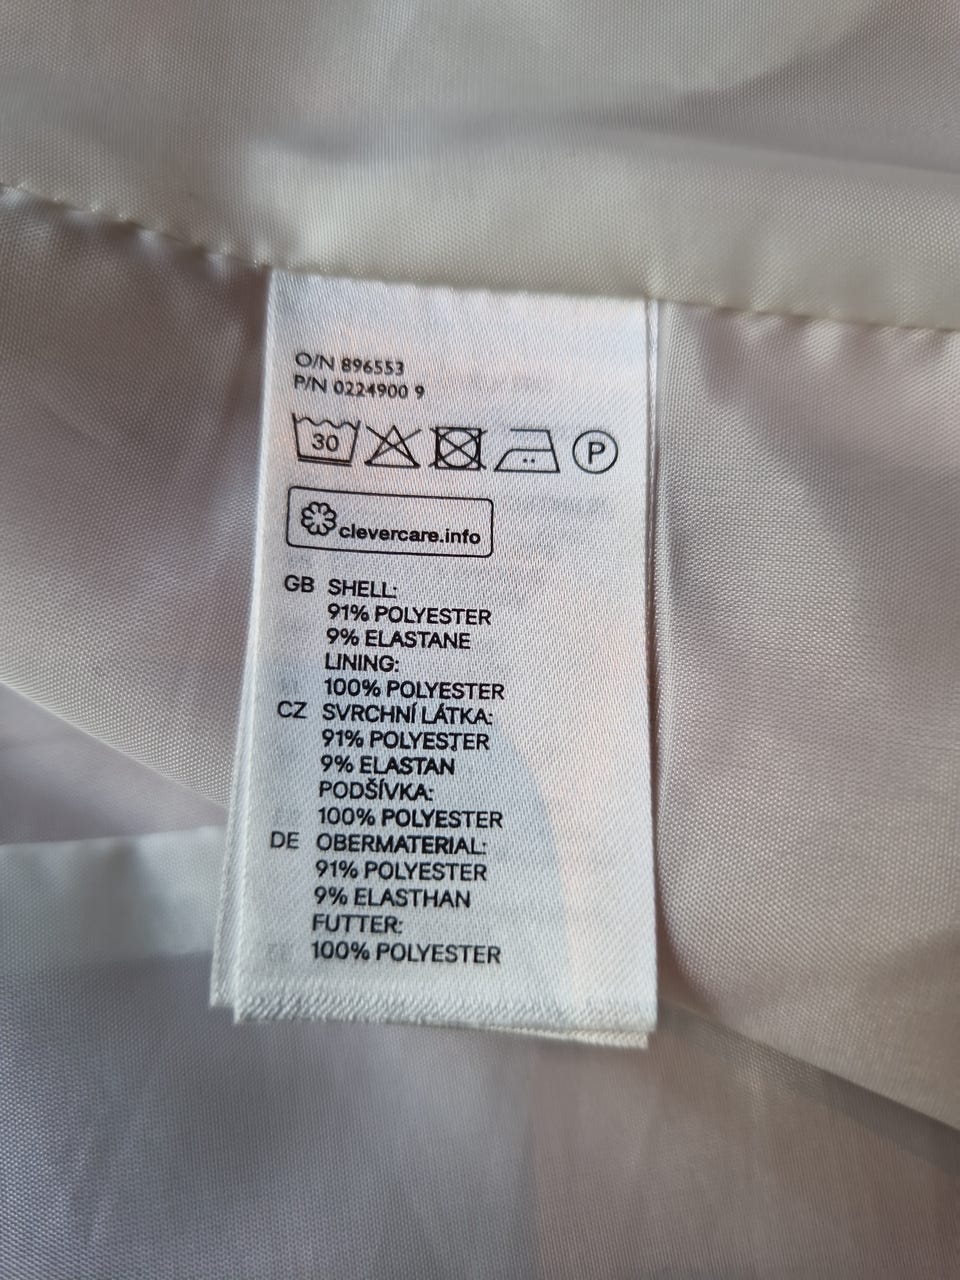 O/N 896553
P/N 0224900 9
30
P
clevercare.info
GB SHELL:
91% POLYESTER
9% ELASTANE
LINING:
100% POLYESTER
CZ SVRCHNÍ LÁTKA:
91% POLYESTER
9% ELASTAN
PODŠÍVKA:
100% POLYESTER
DE OBERMATERIAL:
91% POLYESTER
9% ELASTHAN
FUTTER:
100% POLYESTER